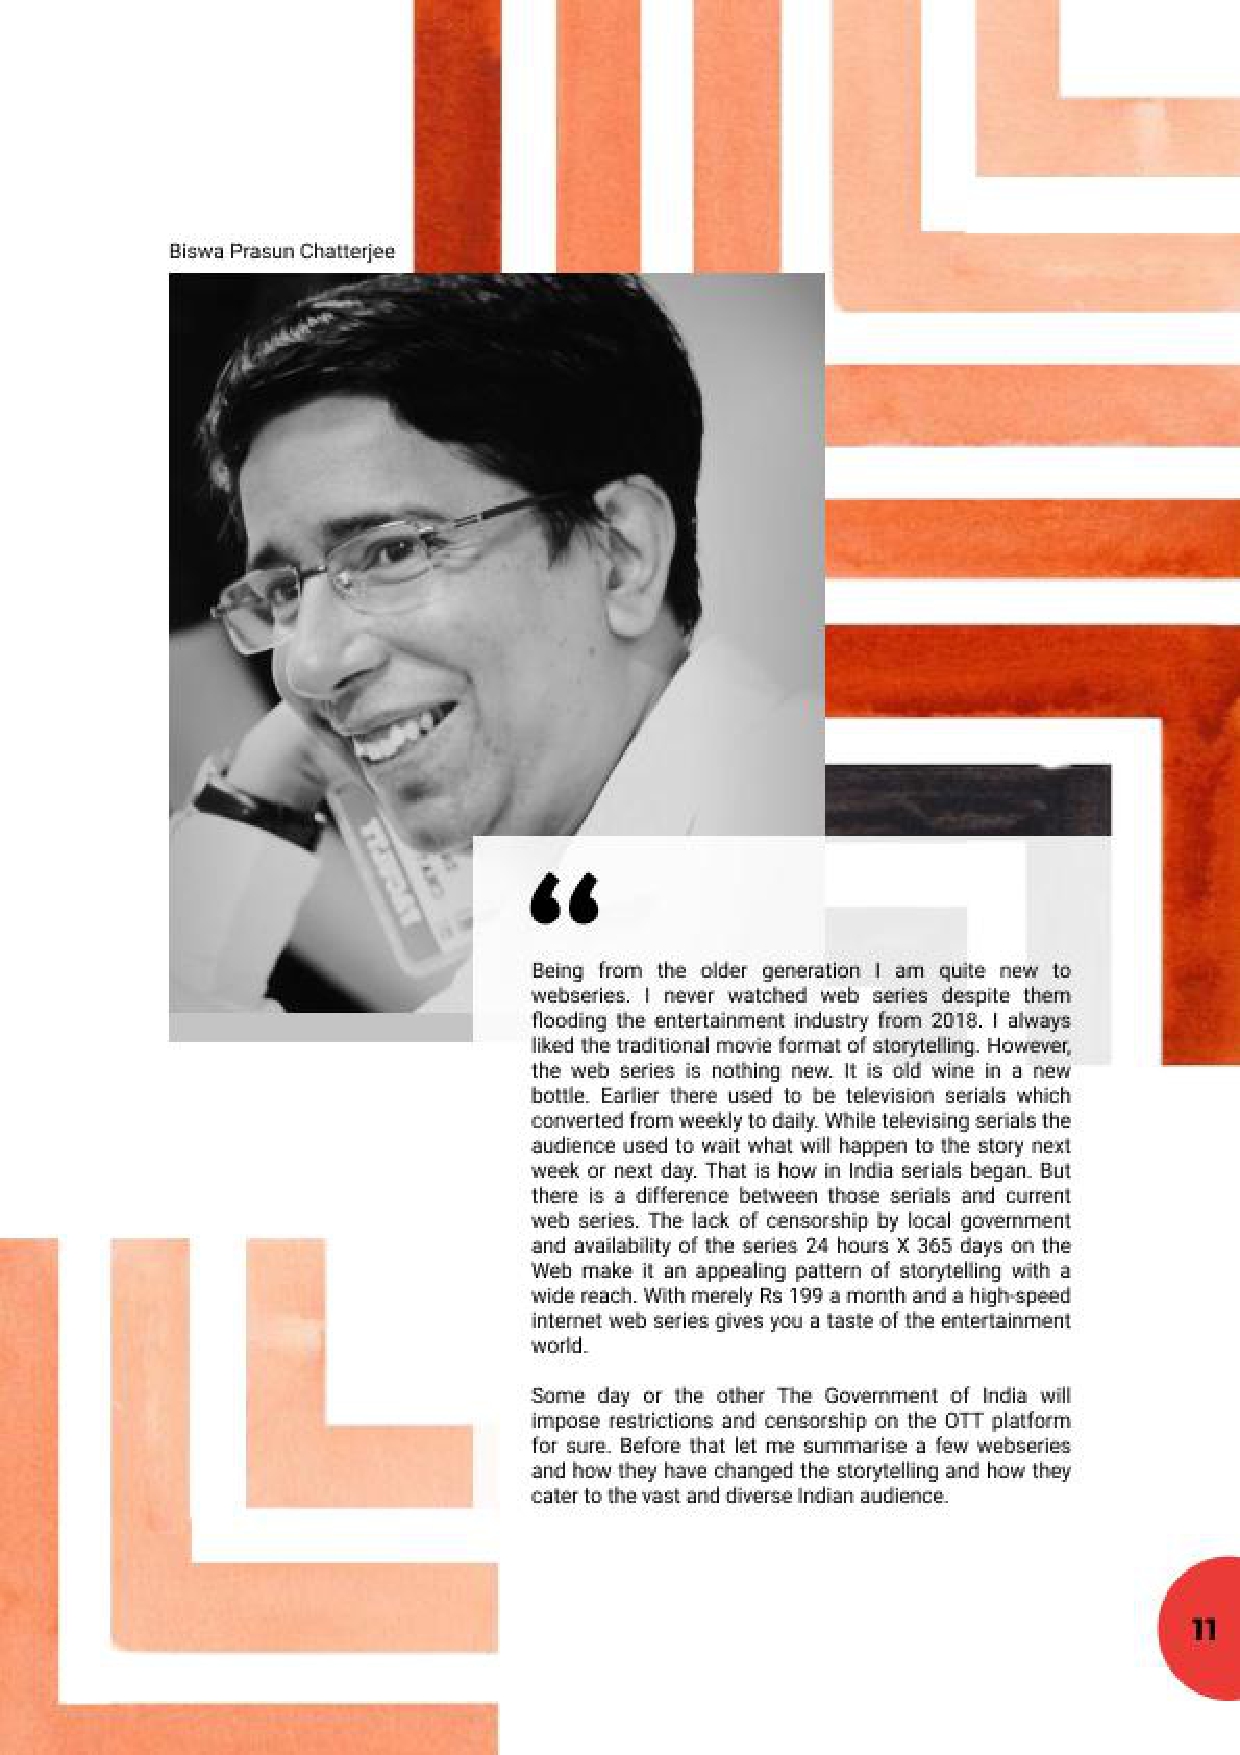 Biswa Prasun Chatterjee
“
Being from the older generation I am quite new to
webseries. I never watched web series despite them
flooding the entertainment industry from 2018. I always
liked the traditional movie format of storytelling. However,
the web series is nothing new. It is old wine in a new
bottle. Earlier there used to be television serials which
converted from weekly to daily. While televising serials the
audience used to wait what will happen to the story next
week or next day. That is how in India serials began. But
there is a difference between those serials and current
web series. The lack of censorship by local government
and availability of the series 24 hours X 365 days on the
Web make it an appealing pattern of storytelling with a
wide reach. With merely Rs 199 a month and a high-speed
internet web series gives you a taste of the entertainment
world.
Some day or the other The Government of India will
impose restrictions and censorship on the OTT platform
for sure. Before that let me summarise a few webseries
and how they have changed the storytelling and how they
cater to the vast and diverse Indian audience.
11